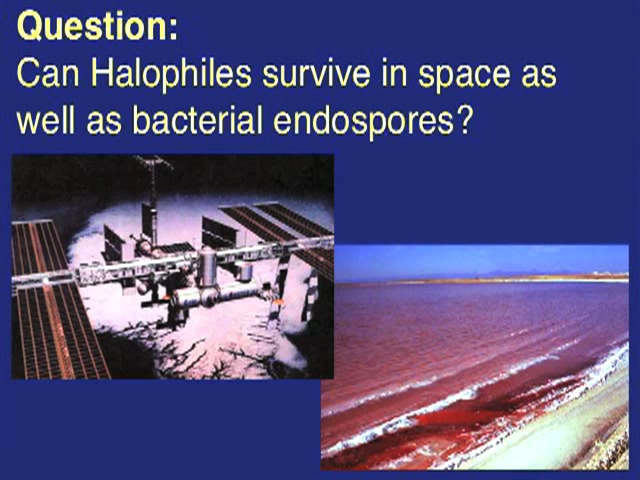 Question:
Can Halophiles survive in space as
well as bacterial endospores?